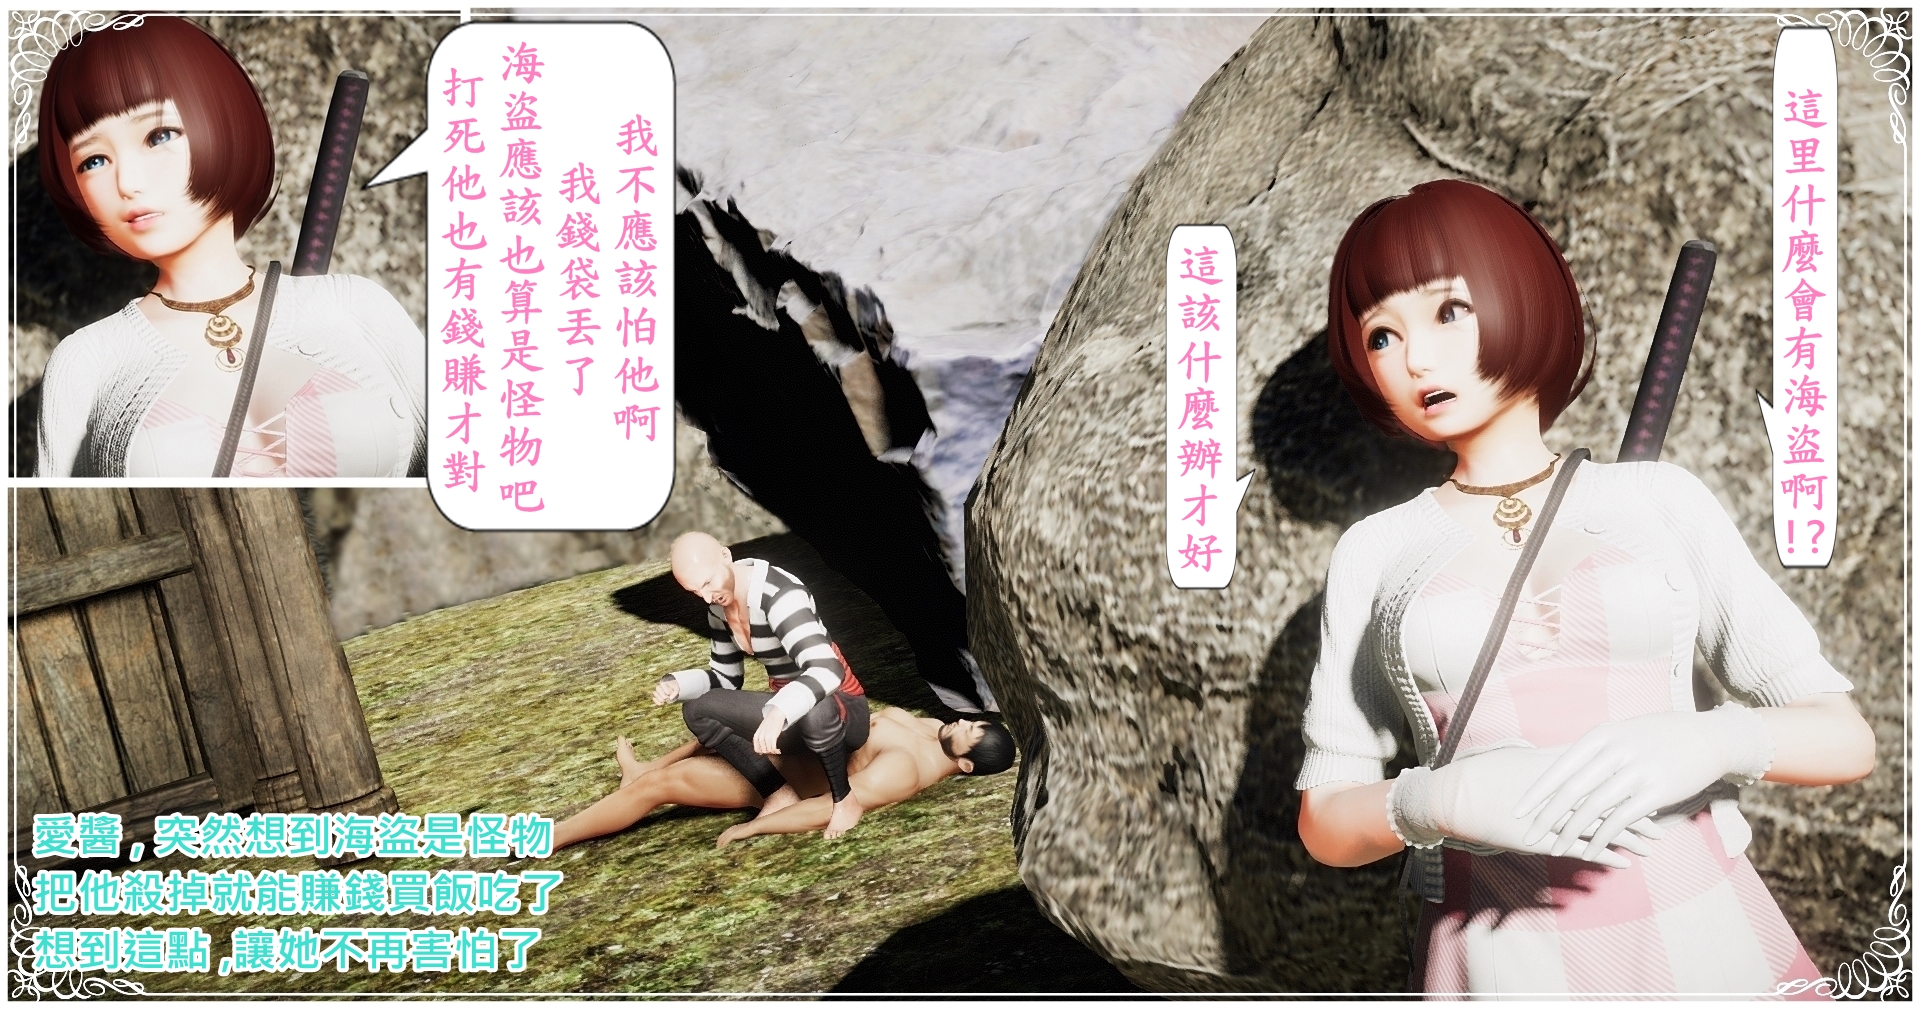 這里什麼會有海盜啊!?
這該什麼辦才好
我不應該怕他啊
我錢袋丟了
海盜應該也算是怪物吧
打死他也有錢賺才對
愛醬,突然想到海盜是怪物
把他殺掉就能賺錢買飯吃了
想到這點,讓她不再害怕了